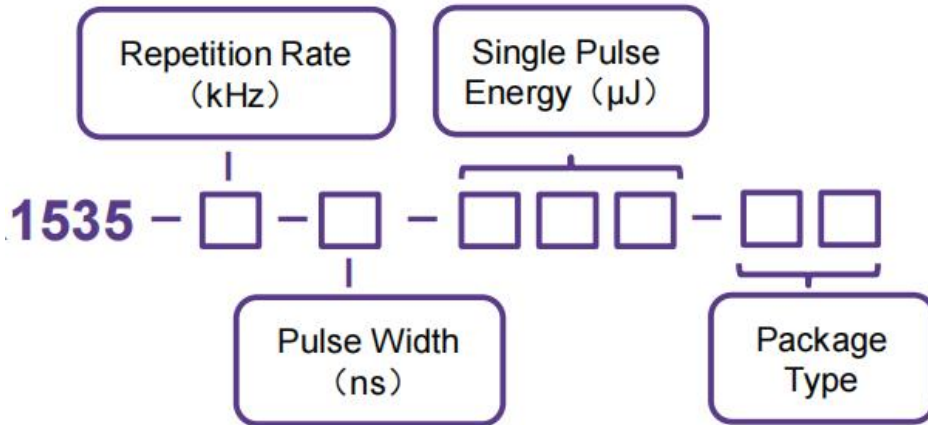 Repetition Rate
（kHz）
Single Pulse
Energy（µJ）
1535 – □ – □ – □□□ – □□
Pulse Width
（ns）
Package
Type